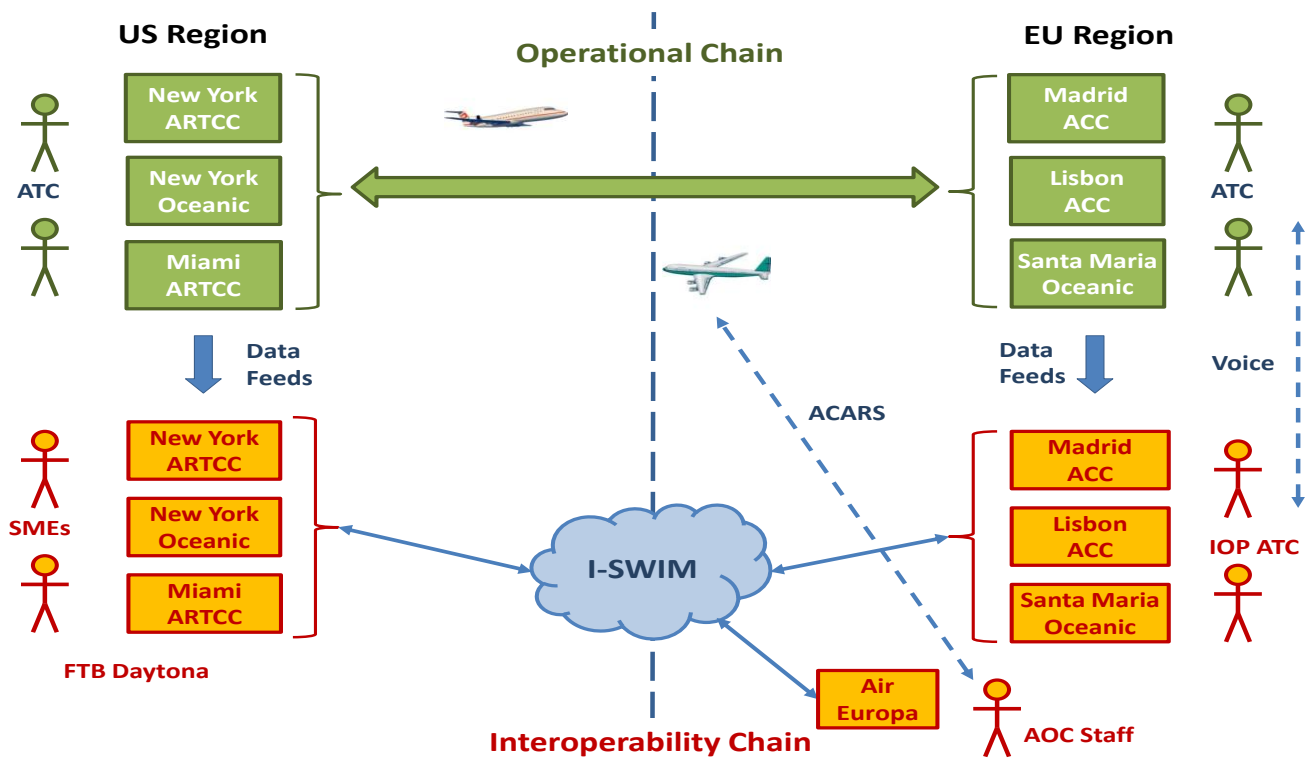 US Region
EU Region
Operational Chain
New York
ARTCC
New York
Oceanic
Miami
ARTCC
ATC
Madrid
ACC
Lisbon
ACC
Santa Maria
Oceanic
ATC
Data
Feeds
Data
Feeds
Voice
ACARS
New York
ARTCC
New York
Oceanic
Miami
ARTCC
SMEs
FTB Daytona
I-SWIM
Madrid
ACC
Lisbon
ACC
Santa Maria
Oceanic
IOP ATC
Air
Europa
AOC Staff
Interoperability Chain